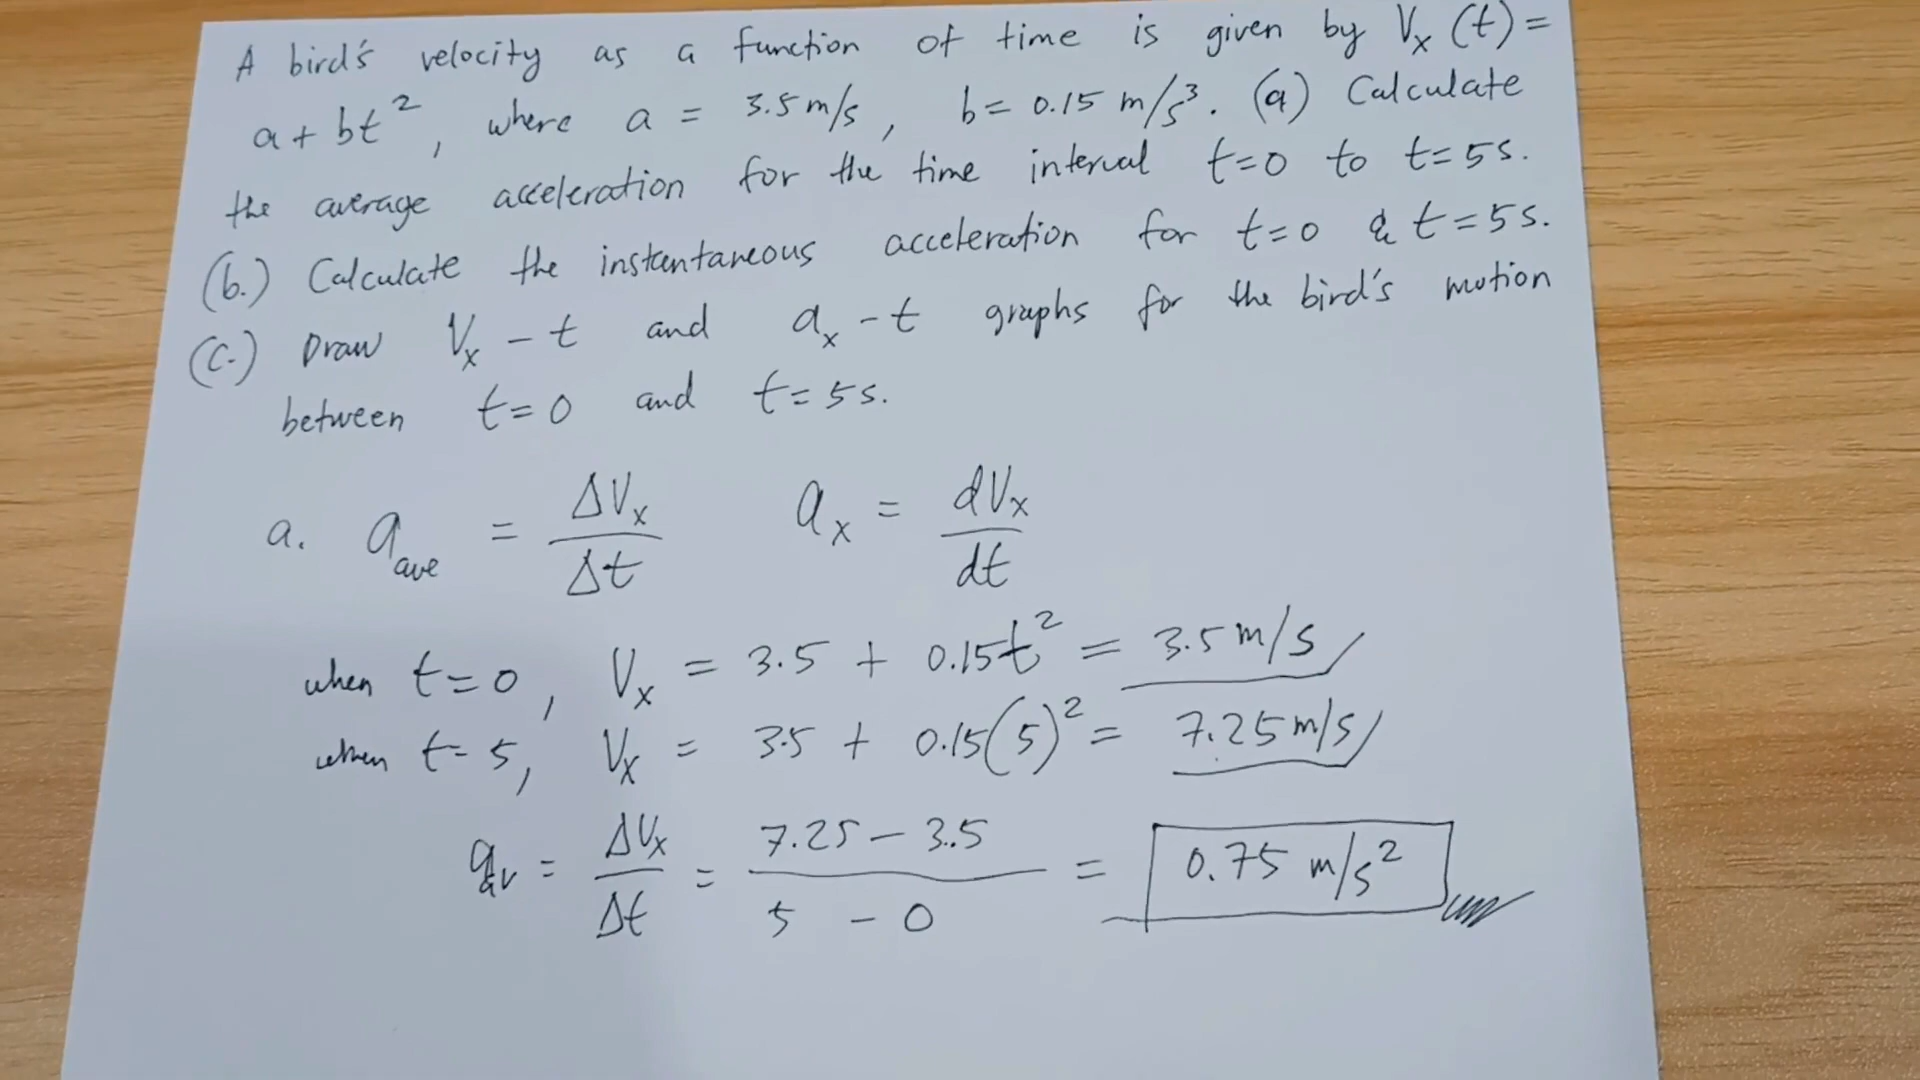 A bird's velocity as a function of time is given by Vx (t) =
a + bt², where a = 3.5 m/s, b = 0.15 m/s³. (a) Calculate
the average acceleration for the time interval t=0 to t=5s.
(b.) Calculate the instantaneous acceleration for t=0 & t=5s.
(c.) Draw Vx - t and ax - t graphs for the bird's motion
between t=0 and t=5s.
a. a ave = ΔVx/Δt ax = dVx/dt
when t=0, Vx = 3.5 + 0.15t² = 3.5 m/s
when t=5, Vx = 3.5 + 0.15(5)² = 7.25 m/s
a av = ΔVx/Δt = 7.25 - 3.5 / 5 - 0 = 0.75 m/s²